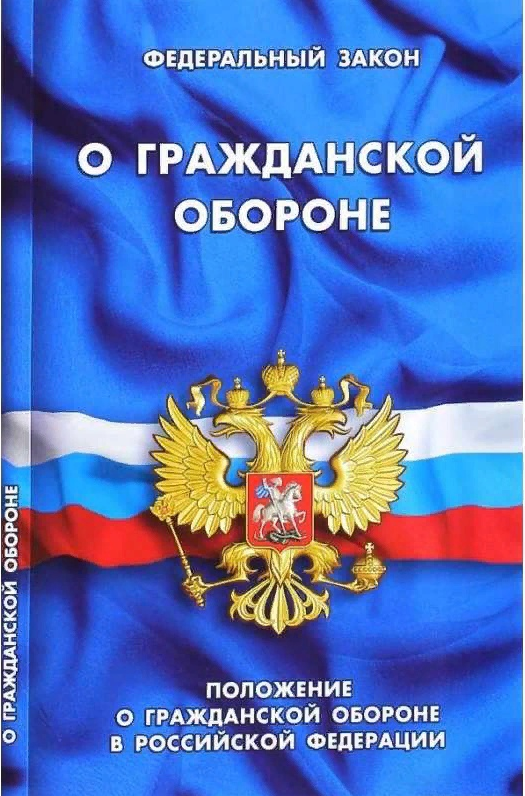 ФЕДЕРАЛЬНЫЙ ЗАКОН
О ГРАЖДАНСКОЙ
ОБОРОНЕ
О ГРАЖДАНСКОЙ ОБОРОНЕ
ПОЛОЖЕНИЕ
О ГРАЖДАНСКОЙ ОБОРОНЕ
В РОССИЙСКОЙ ФЕДЕРАЦИИ